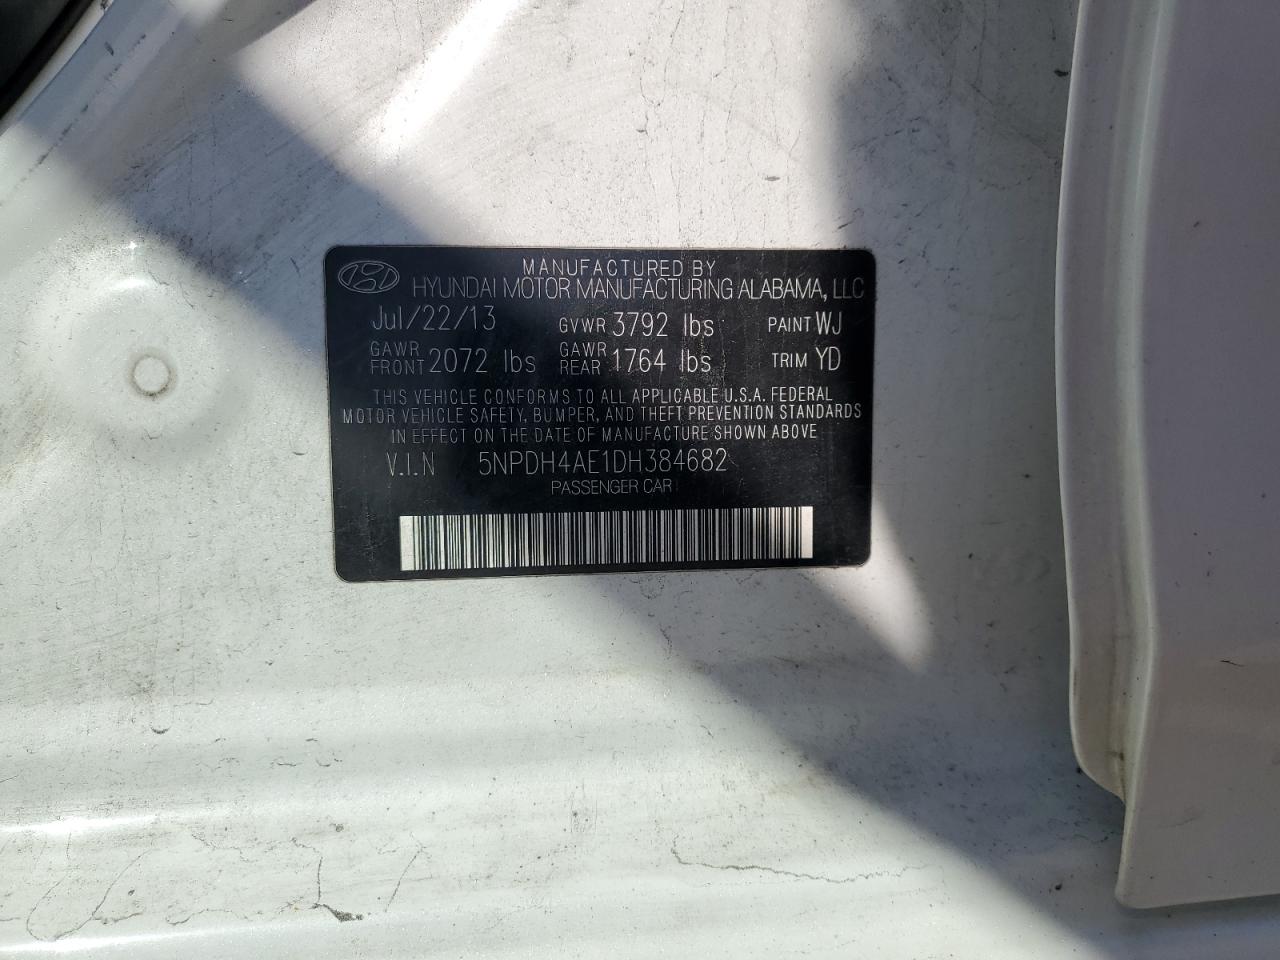 MANUFACTURED BY
HYUNDAI MOTOR MANUFACTURING ALABAMA, LLC
Jul/22/13 GVWR 3792 lbs PAINT WJ
GAWR FRONT 2072 lbs GAWR REAR 1764 lbs TRIM YD
THIS VEHICLE CONFORMS TO ALL APPLICABLE U.S.A. FEDERAL
MOTOR VEHICLE SAFETY, BUMPER, AND THEFT PREVENTION STANDARDS
IN EFFECT ON THE DATE OF MANUFACTURE SHOWN ABOVE
V.I.N 5NPDH4AE1DH384682
PASSENGER CAR